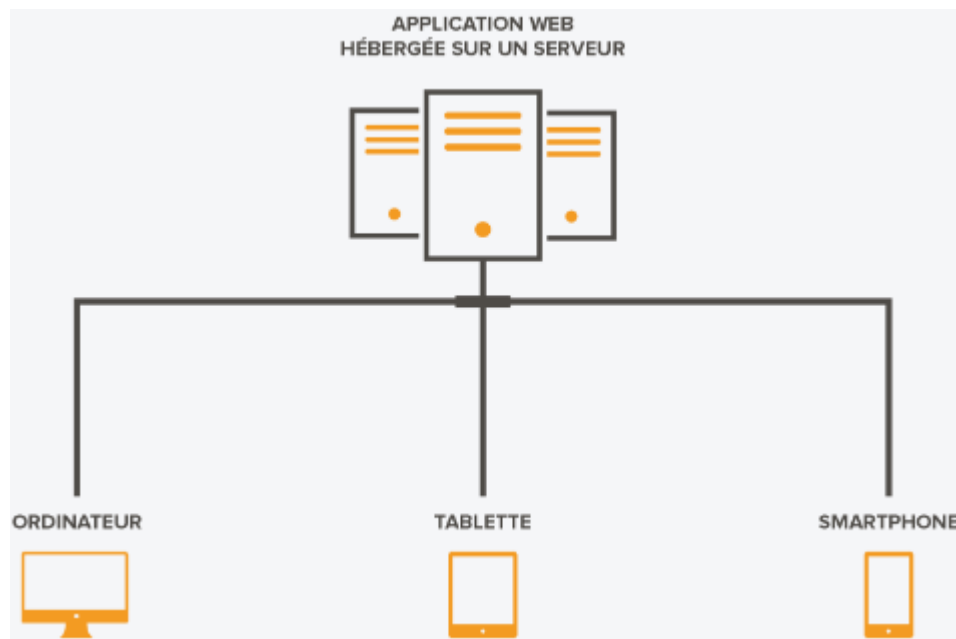 APPLICATION WEB
HÉBERGÉE SUR UN SERVEUR
ORDINATEUR
TABLETTE
SMARTPHONE